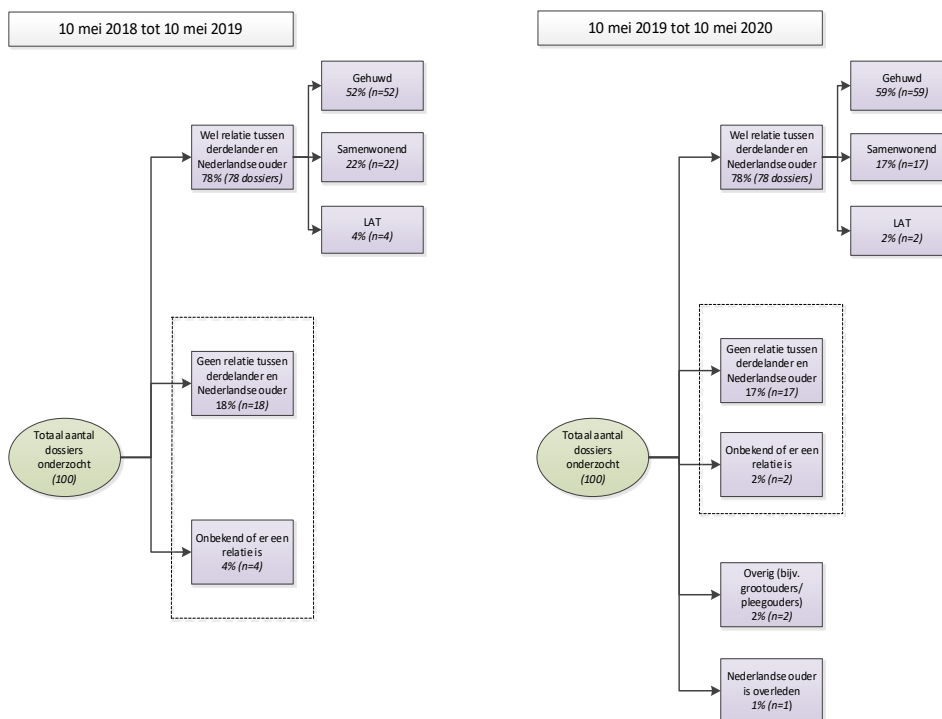 10 mei 2018 tot 10 mei 2019
Gehuwd
52% (n=52)
Wel relatie tussen
derdelander en
Nederlandse ouder
78% (78 dossiers)
Samenwonend
22% (n=22)
LAT
4% (n=4)
Geen relatie tussen
derdelander en
Nederlandse ouder
18% (n=18)
Totaal aantal
dossiers
onderzocht
(100)
Onbekend of er een
relatie is
4% (n=4)
10 mei 2019 tot 10 mei 2020
Gehuwd
59% (n=59)
Wel relatie tussen
derdelander en
Nederlandse ouder
78% (78 dossiers)
Samenwonend
17% (n=17)
LAT
2% (n=2)
Geen relatie tussen
derdelander en
Nederlandse ouder
17% (n=17)
Totaal aantal
dossiers
onderzocht
(100)
Onbekend of er een
relatie is
2% (n=2)
Overig (bijv.
grootouders/
pleegouders)
2% (n=2)
Nederlandse ouder
is overleden
1% (n=1)